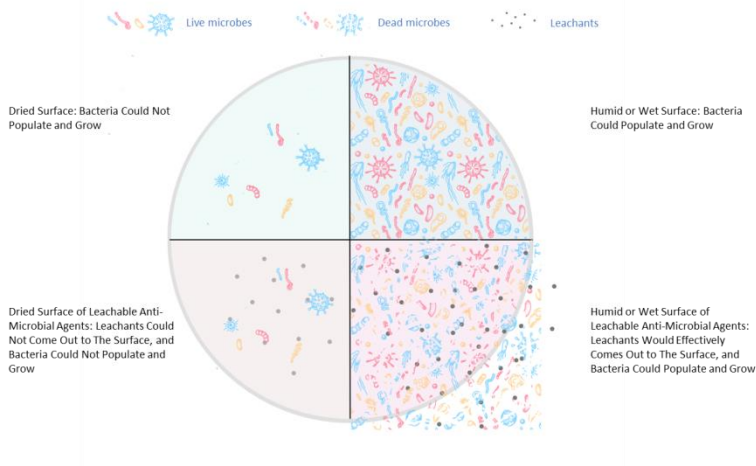 Live microbes
Dead microbes
Leachants
Dried Surface: Bacteria Could Not
Populate and Grow
Humid or Wet Surface: Bacteria
Could Populate and Grow
Dried Surface of Leachable Anti-
Microbial Agents: Leachants Could
Not Come Out to The Surface, and
Bacteria Could Not Populate and
Grow
Humid or Wet Surface of
Leachable Anti-Microbial Agents:
Leachants Would Effectively
Comes Out to The Surface, and
Bacteria Could Populate and Grow